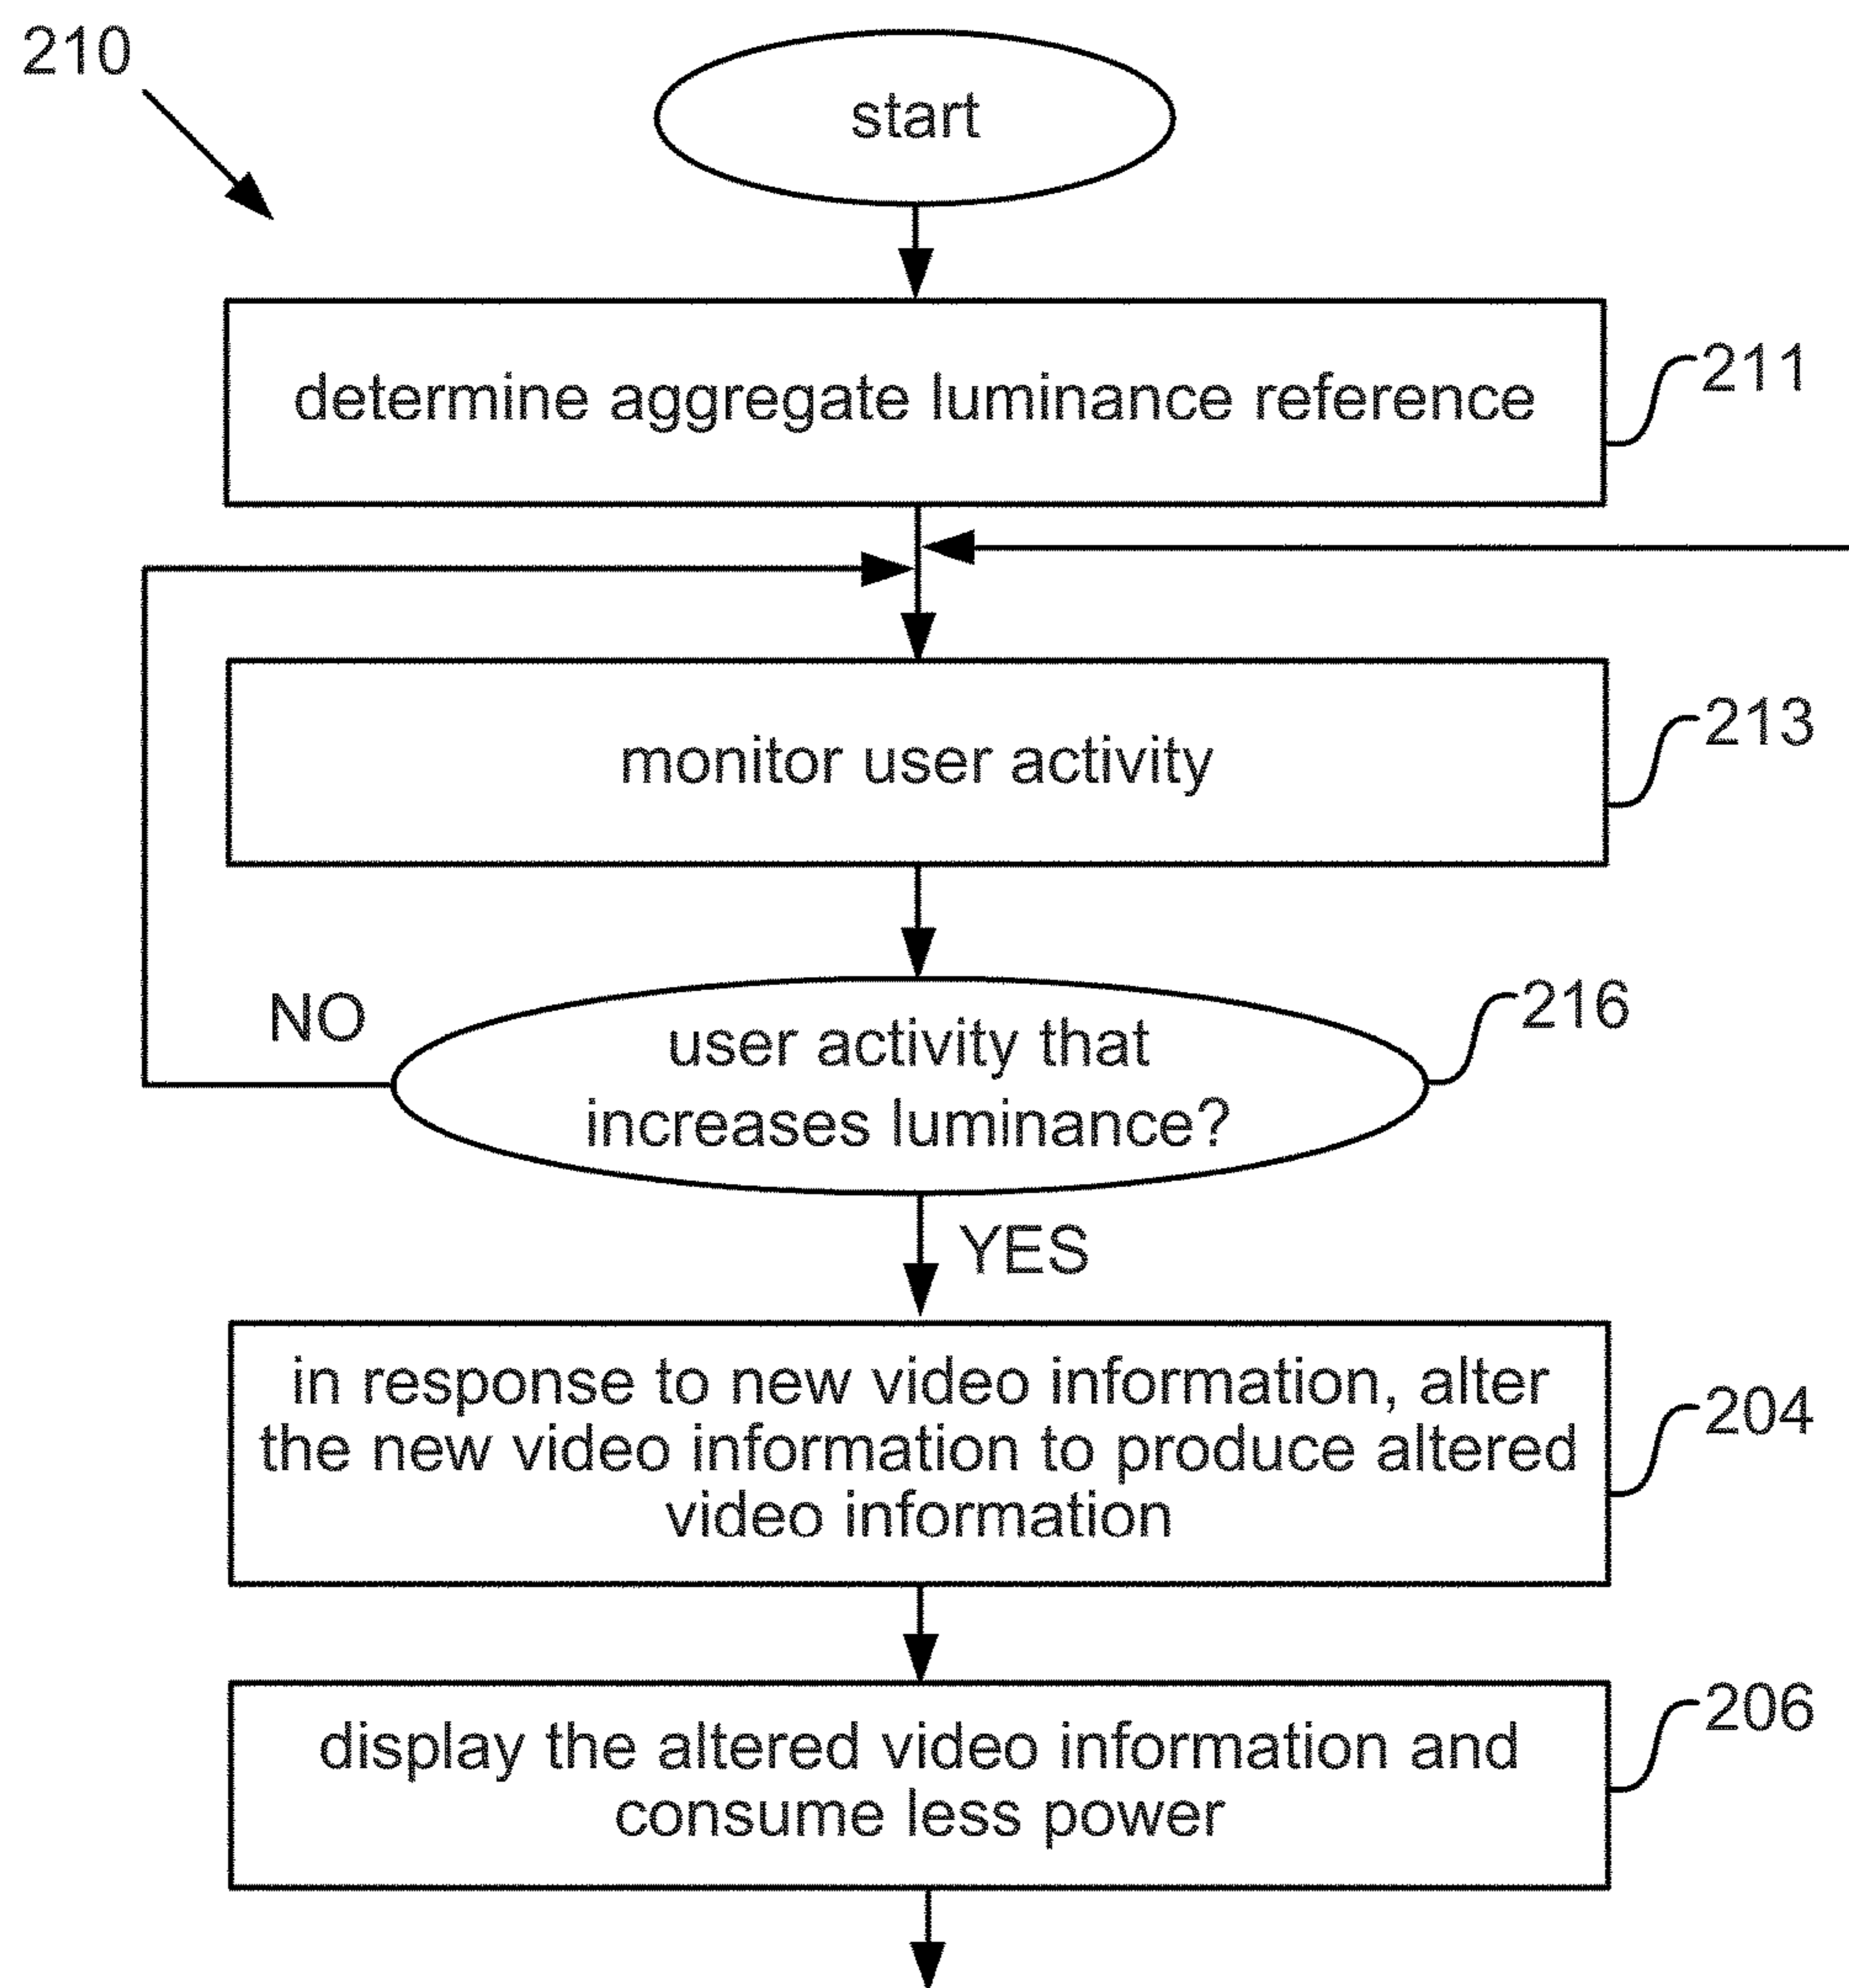 210
start
determine aggregate luminance reference
211
monitor user activity
213
NO
user activity that
increases luminance?
216
YES
in response to new video information, alter
the new video information to produce altered
video information
204
display the altered video information and
consume less power
206